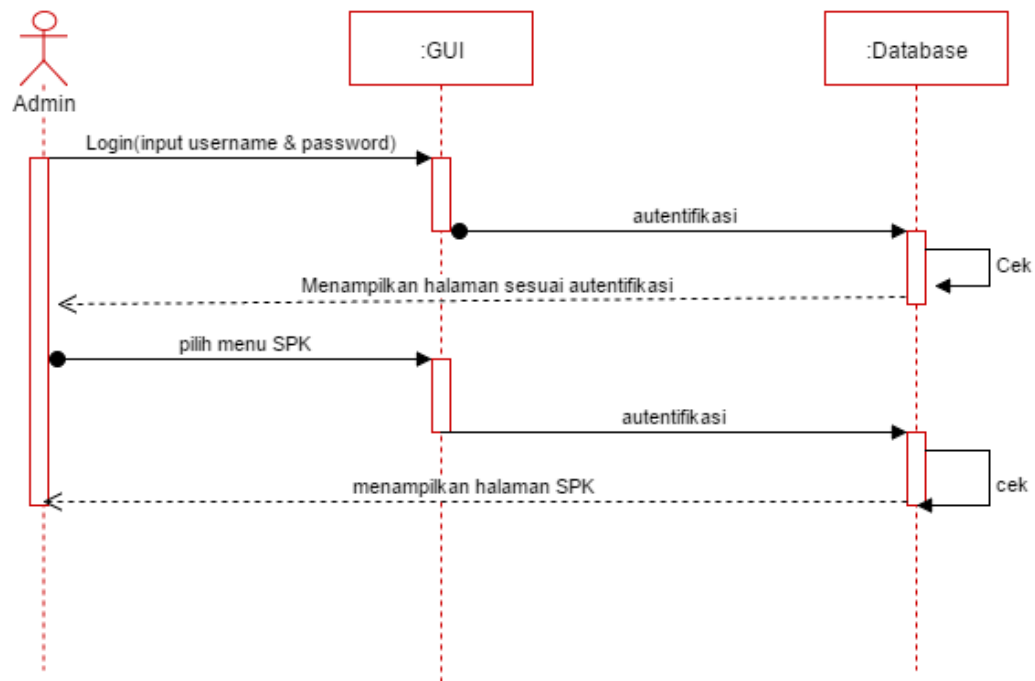 :GUI
:Database
Admin
Login(input username & password)
autentifikasi
Cek
Menampilkan halaman sesuai autentifikasi
pilih menu SPK
autentifikasi
cek
menampilkan halaman SPK